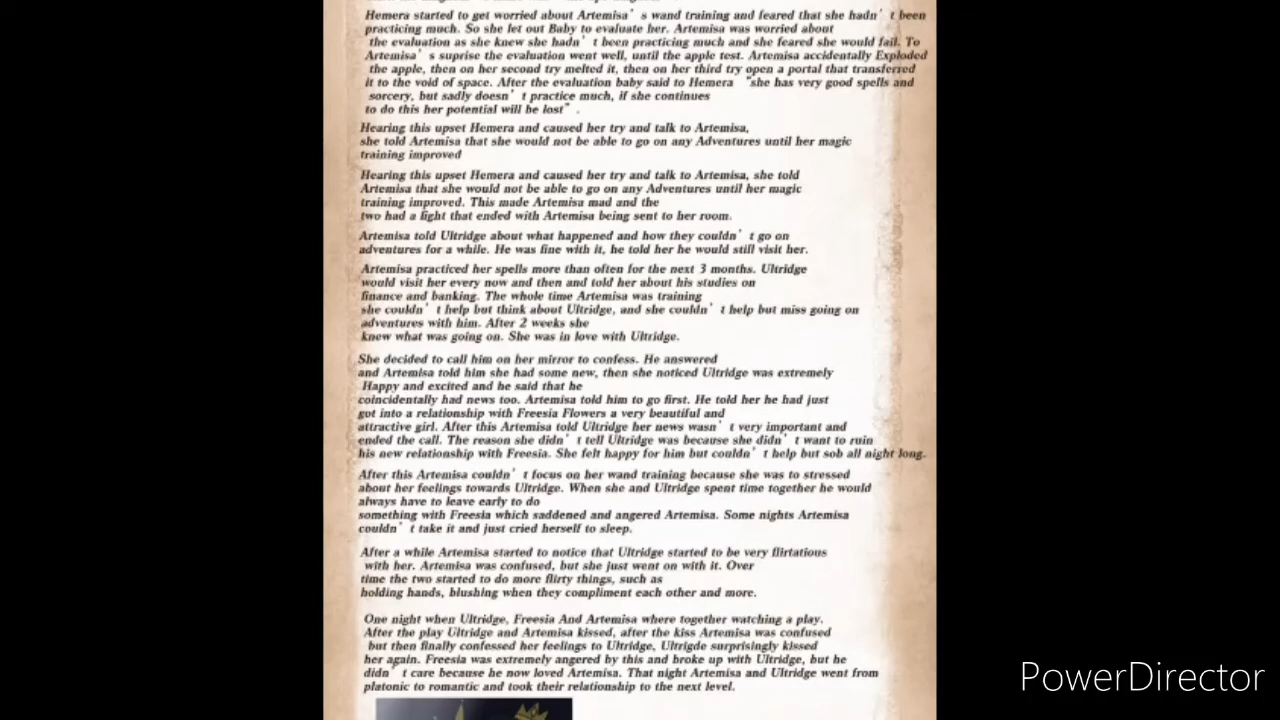 Hemera started to get worried about Artemisa's wand training and feared that she hadn't been
practicing much. So she let out Baby to evaluate her. Artemisa was worried about
the evaluation as she knew she hadn't been practicing much and she feared she would fail. To
Artemisa's suprise the evaluation went well, until the apple test. Artemisa accidentally Exploded
the apple, then on her second try melted it, then on her third try open a portal that transferred
it to the void of space. After the evaluation baby said to Hemera "she has very good spells and
sorcery, but sadly doesn't practice much, if she continues
to do this her potential will be lost".
Hearing this upset Hemera and caused her try and talk to Artemisa,
she told Artemisa that she would not be able to go on any Adventures until her magic
training improved
Hearing this upset Hemera and caused her try and talk to Artemisa, she told
Artemisa that she would not be able to go on any Adventures until her magic
training improved. This made Artemisa mad and the
two had a fight that ended with Artemisa being sent to her room.
Artemisa told Ultridge about what happened and how they couldn't go on
adventures for a while. He was fine with it, he told her he would still visit her.
Artemisa practiced her spells more than often for the next 3 months. Ultridge
would visit her every now and then and told her about his studies on
finance and banking. The whole time Artemisa was training
she couldn't help but think about Ultridge, and she couldn't help but miss going on
adventures with him. After 2 weeks she
knew what was going on. She was in love with Ultridge.
She decided to call him on her mirror to confess. He answered
and Artemisa told him she had some new, then she noticed Ultridge was extremely
Happy and excited and he said that he
coincidentally had news too. Artemisa told him to go first. He told her he had just
got into a relationship with Freesia Flowers a very beautiful and
attractive girl. After this Artemisa told Ultridge her news wasn't very important and
ended the call. The reason she didn't tell Ultridge was because she didn't want to ruin
his new relationship with Freesia. She felt happy for him but couldn't help but sob all night long.
After this Artemisa couldn't focus on her wand training because she was to stressed
about her feelings towards Ultridge. When she and Ultridge spent time together he would
always have to leave early to do
something with Freesia which saddened and angered Artemisa. Some nights Artemisa
couldn't take it and just cried herself to sleep.
After a while Artemisa started to notice that Ultridge started to be very flirtatious
with her. Artemisa was confused, but she just went on with it. Over
time the two started to do more flirty things, such as
holding hands, blushing when they compliment each other and more.
One night when Ultridge, Freesia And Artemisa where together watching a play.
After the play Ultridge and Artemisa kissed, after the kiss Artemisa was confused
but then finally confessed her feelings to Ultridge, Ultrigde surprisingly kissed
her again. Freesia was extremely angered by this and broke up with Ultridge, but he
didn't care because he now loved Artemisa. That night Artemisa and Ultridge went from
platonic to romantic and took their relationship to the next level.
PowerDirector